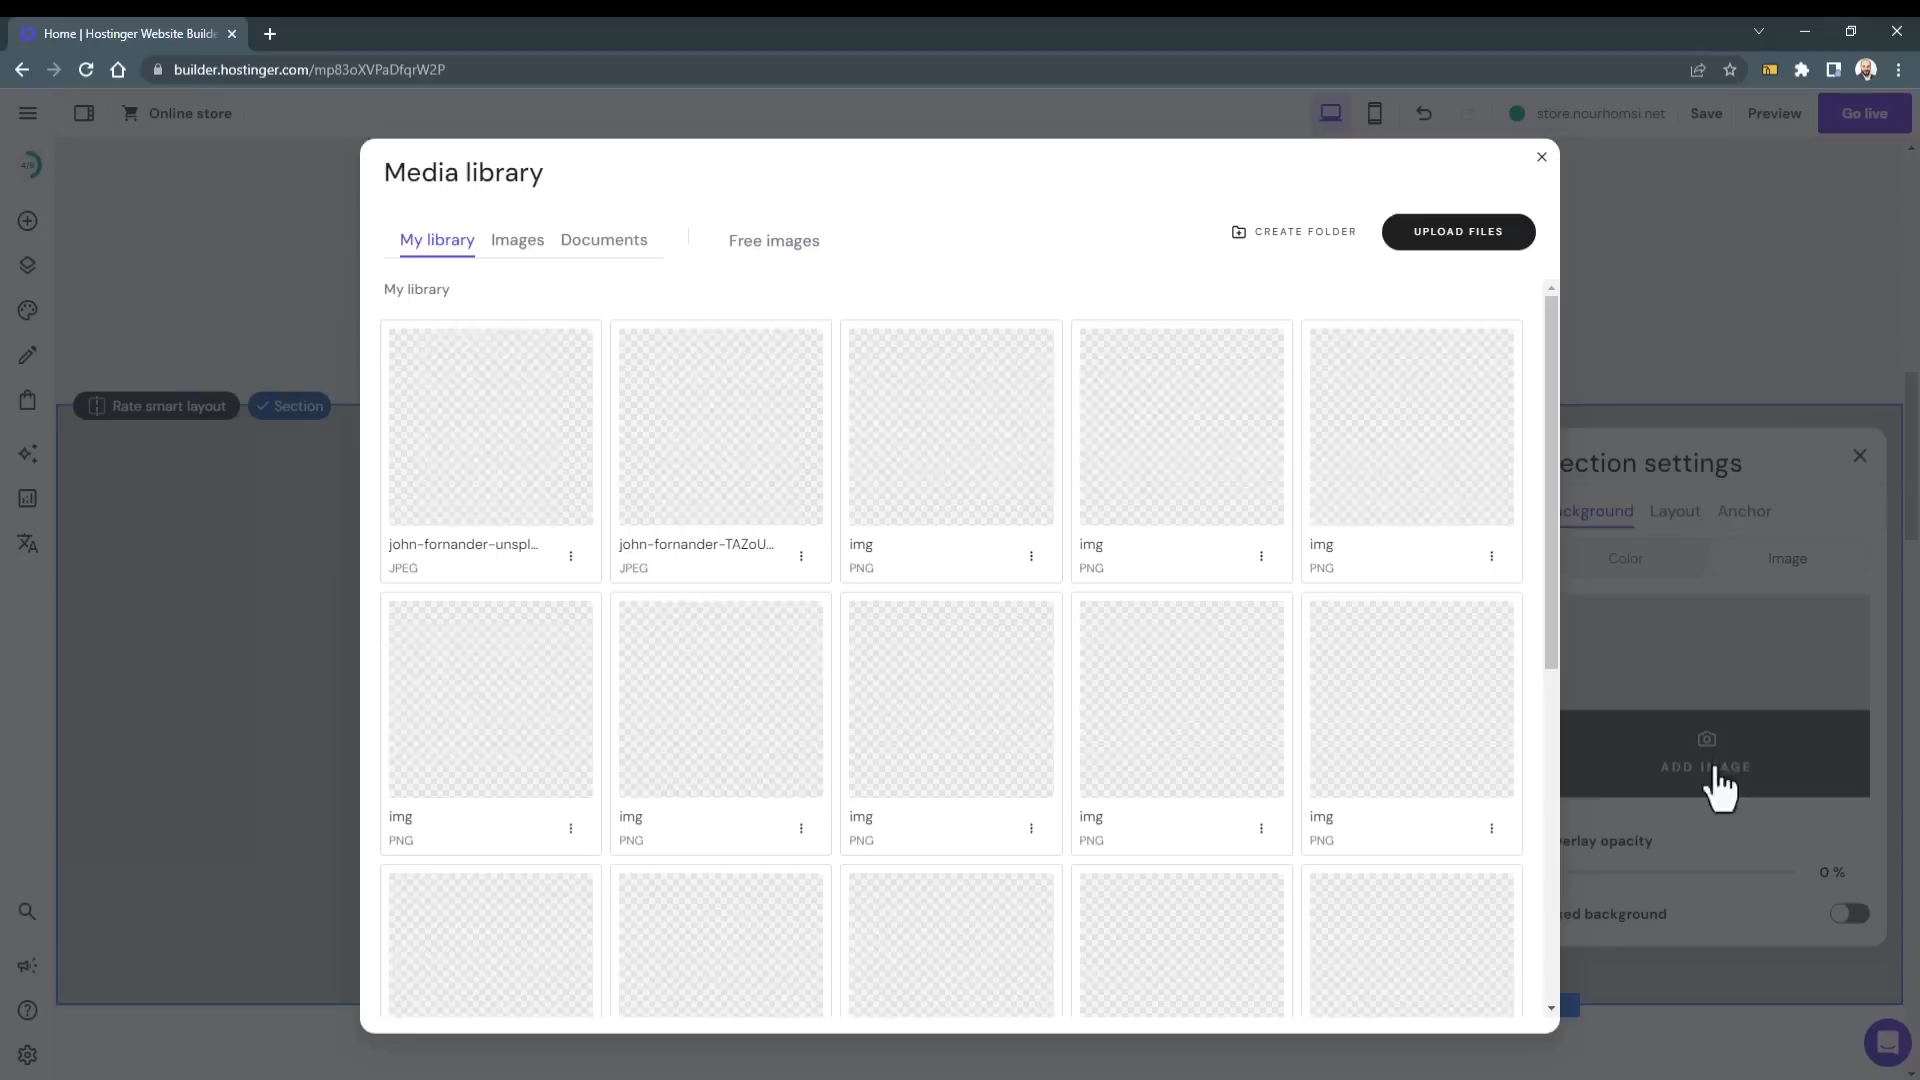 Home | Hostinger Website Builde
builder.hostinger.com/mp83oXVPaDfqrW2P
Online store
store.nourhomsi.net
Save
Preview
Go live
4/8
Media library
My library
Images
Documents
Free images
CREATE FOLDER
UPLOAD FILES
My library
john-fornander-unspl...
JPEG
john-fornander-TAZoU...
JPEG
img
PNG
img
PNG
img
PNG
img
PNG
img
PNG
img
PNG
img
PNG
img
PNG
Rate smart layout
Section
ection settings
ckground
Layout
Anchor
Color
Image
ADD IMAGE
erlay opacity
0 %
ed background